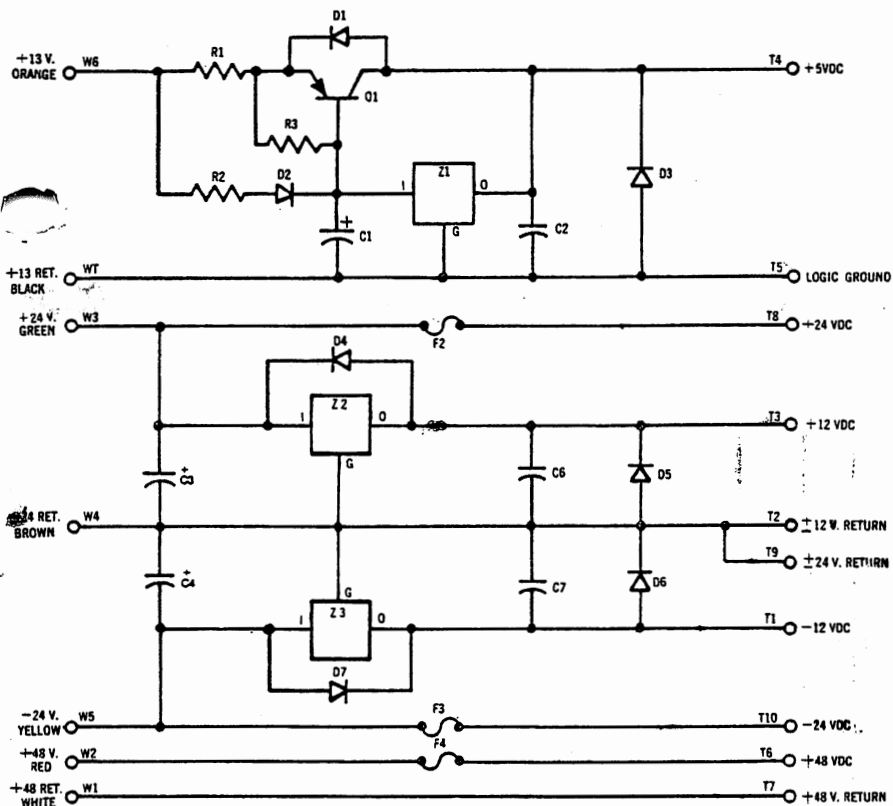 D1
+13 V. W6 R1 T4 +5VDC
ORANGE
Q1
R3
Z1
R2 D2 I O D3
+
C1 G C2
+13 RET. WT T5 LOGIC GROUND
BLACK
+24 V. W3 T8 +24 VDC
GREEN
F2
D4
Z2
I O T3 +12 VDC
G
+
C3 C6 D5
24 RET. W4 T2 ±12 V. RETURN
BROWN
T9 ±24 V. RETURN
+
C4 G C7 D6
Z3
I O T1 -12 VDC
D7
-24 V. W5 F3 T10 -24 VDC
YELLOW
+48 V. W2 F4 T6 +48 VDC
RED
+48 RET. W1 T7 +48 V. RETURN
WHITE